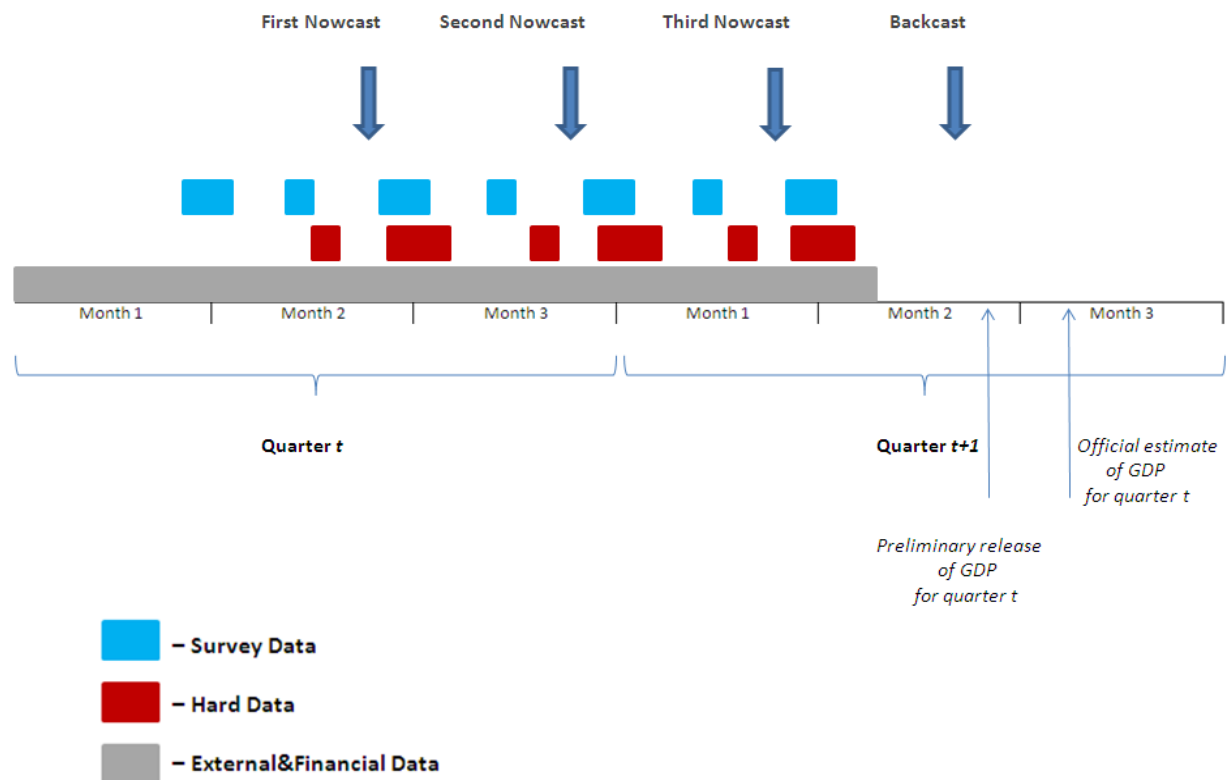 First Nowcast
Second Nowcast
Third Nowcast
Backcast
Month 1
Month 2
Month 3
Month 1
Month 2
Month 3
Quarter t
Quarter t+1
Official estimate
of GDP
for quarter t
Preliminary release
of GDP
for quarter t
– Survey Data
– Hard Data
– External&Financial Data